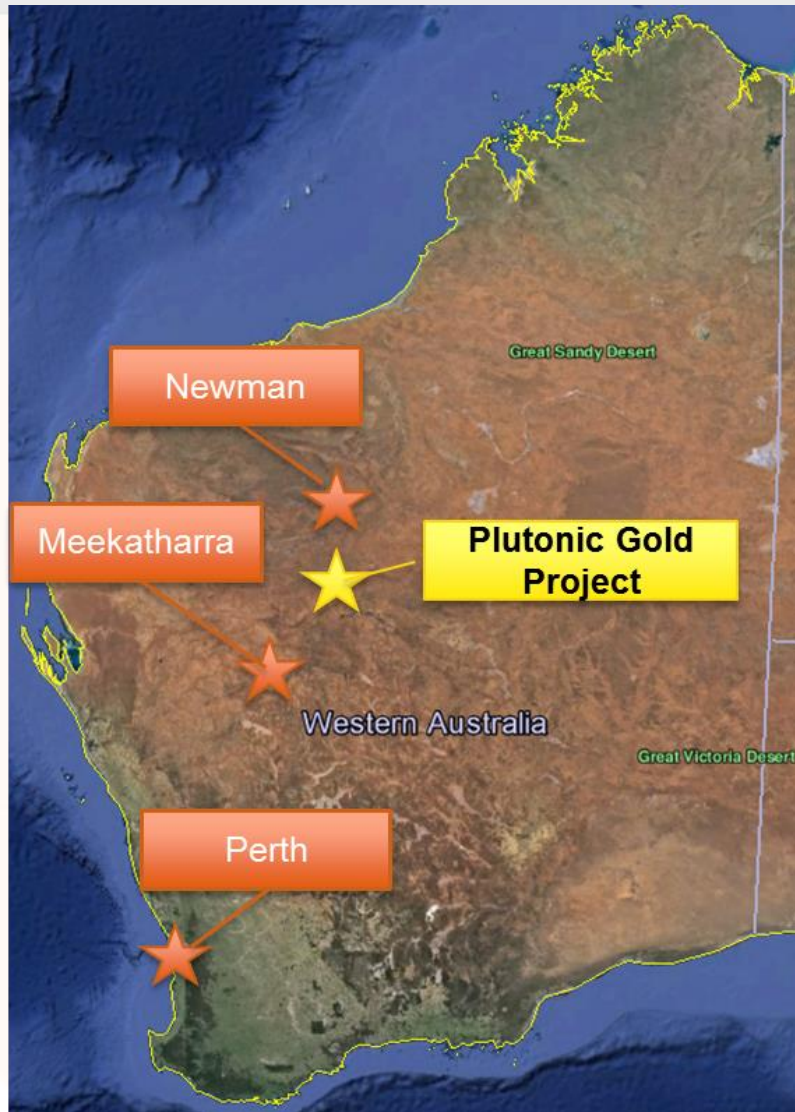 Great Sandy Desert
Newman
Meekatharra
Plutonic Gold
Project
Western Australia
Great Victoria Desert
Perth